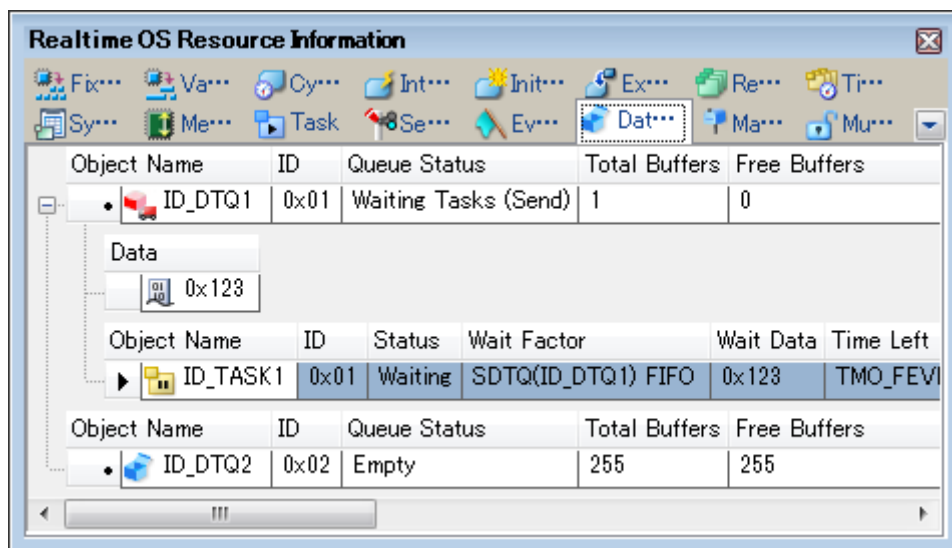 Realtime OS Resource Information
Fix··· Va··· Cy··· Int··· Init··· Ex··· Re··· Ti···
Sy··· Me··· Task Se··· Ev··· Dat··· Ma··· Mu···
Object Name ID Queue Status Total Buffers Free Buffers
ID_DTQ1 0x01 Waiting Tasks (Send) 1 0
Data
0x123
Object Name ID Status Wait Factor Wait Data Time Left
ID_TASK1 0x01 Waiting SDTQ(ID_DTQ1) FIFO 0x123 TMO_FEV
Object Name ID Queue Status Total Buffers Free Buffers
ID_DTQ2 0x02 Empty 255 255